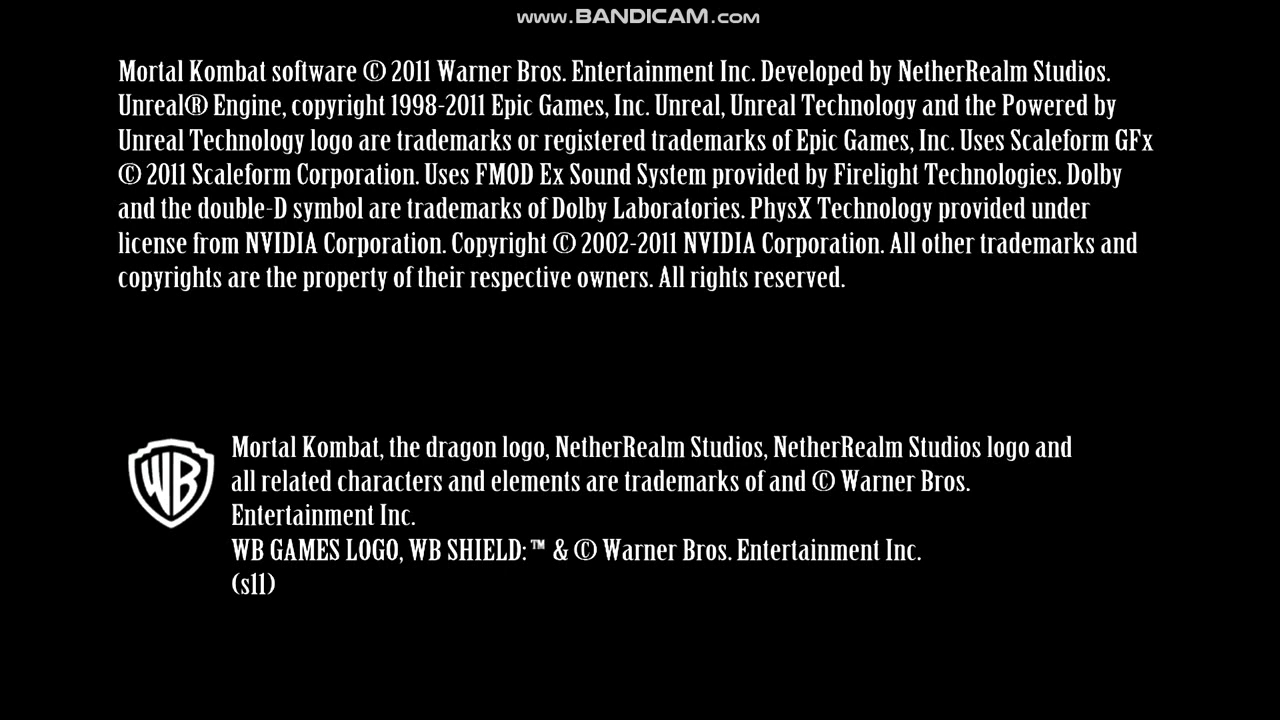 www.BANDICAM.com
Mortal Kombat software © 2011 Warner Bros. Entertainment Inc. Developed by NetherRealm Studios.
Unreal® Engine, copyright 1998-2011 Epic Games, Inc. Unreal, Unreal Technology and the Powered by
Unreal Technology logo are trademarks or registered trademarks of Epic Games, Inc. Uses Scaleform GFx
© 2011 Scaleform Corporation. Uses FMOD Ex Sound System provided by Firelight Technologies. Dolby
and the double-D symbol are trademarks of Dolby Laboratories. PhysX Technology provided under
license from NVIDIA Corporation. Copyright © 2002-2011 NVIDIA Corporation. All other trademarks and
copyrights are the property of their respective owners. All rights reserved.
WB
Mortal Kombat, the dragon logo, NetherRealm Studios, NetherRealm Studios logo and
all related characters and elements are trademarks of and © Warner Bros.
Entertainment Inc.
WB GAMES LOGO, WB SHIELD: ™ & © Warner Bros. Entertainment Inc.
(s11)